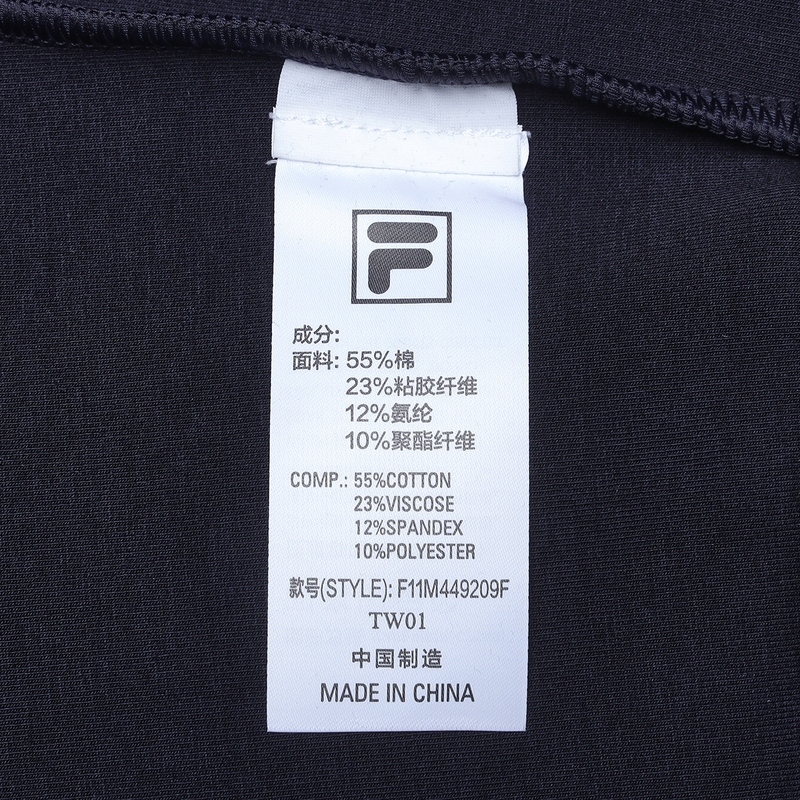 F
成分:
面料: 55%棉
23%粘胶纤维
12%氨纶
10%聚酯纤维
COMP.: 55%COTTON
23%VISCOSE
12%SPANDEX
10%POLYESTER
款号(STYLE): F11M449209F
TW01
中国制造
MADE IN CHINA